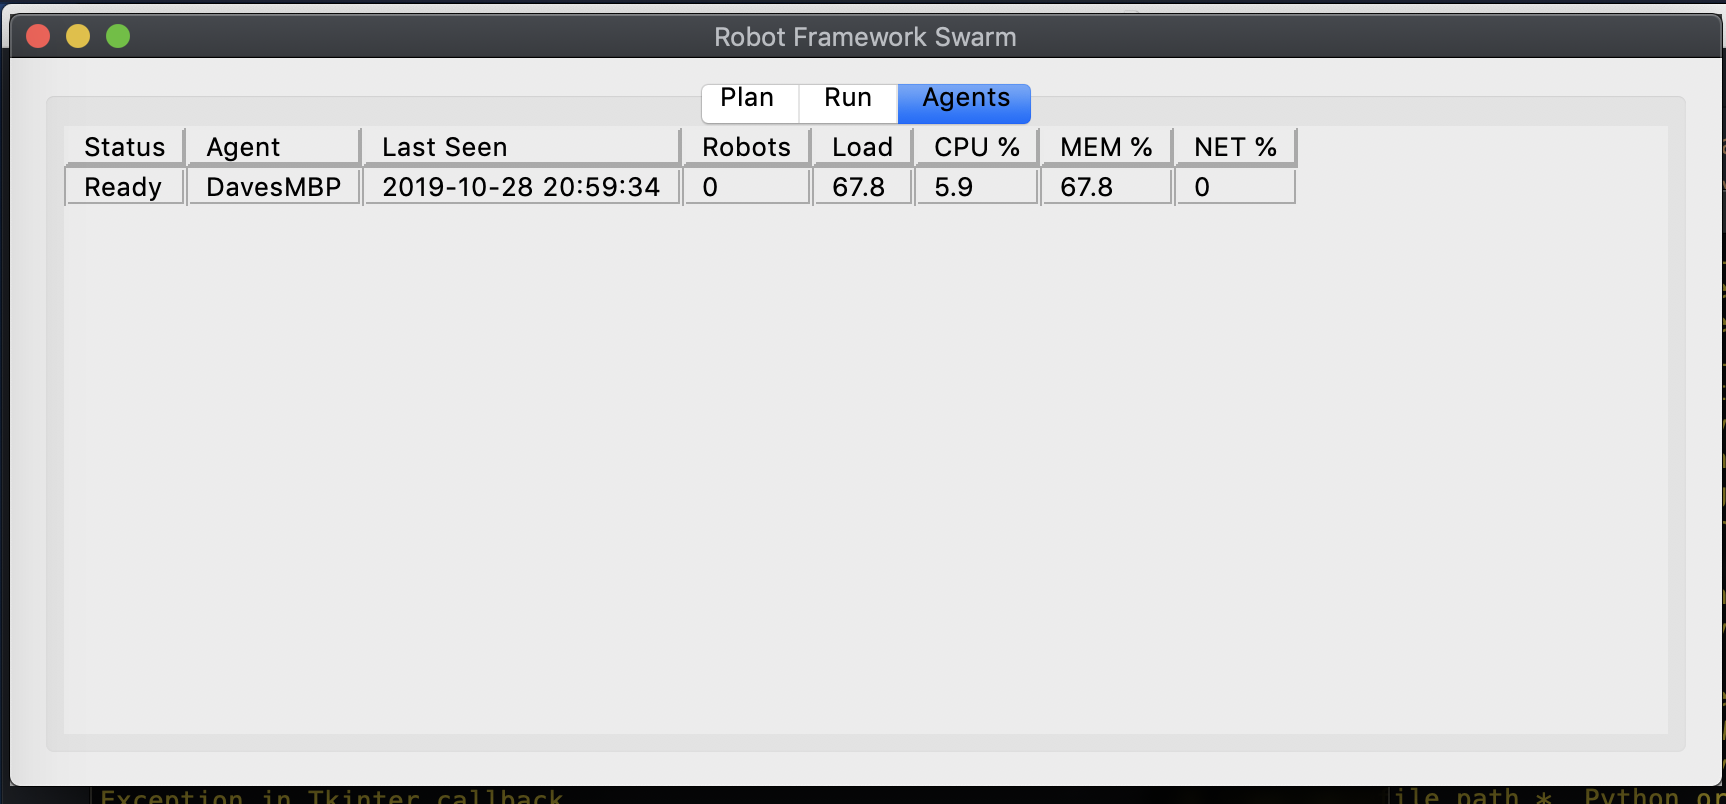 Robot Framework Swarm
Plan Run Agents
Status Agent Last Seen Robots Load CPU % MEM % NET %
Ready DavesMBP 2019-10-28 20:59:34 0 67.8 5.9 67.8 0
Exception in Tkinter callback path * Python or